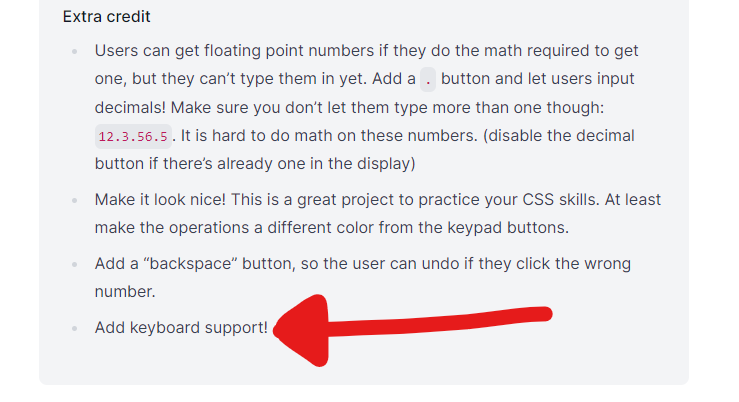 Extra credit
Users can get floating point numbers if they do the math required to get
one, but they can’t type them in yet. Add a . button and let users input
decimals! Make sure you don’t let them type more than one though:
12.3.56.5. It is hard to do math on these numbers. (disable the decimal
button if there’s already one in the display)
Make it look nice! This is a great project to practice your CSS skills. At least
make the operations a different color from the keypad buttons.
Add a “backspace” button, so the user can undo if they click the wrong
number.
Add keyboard support!